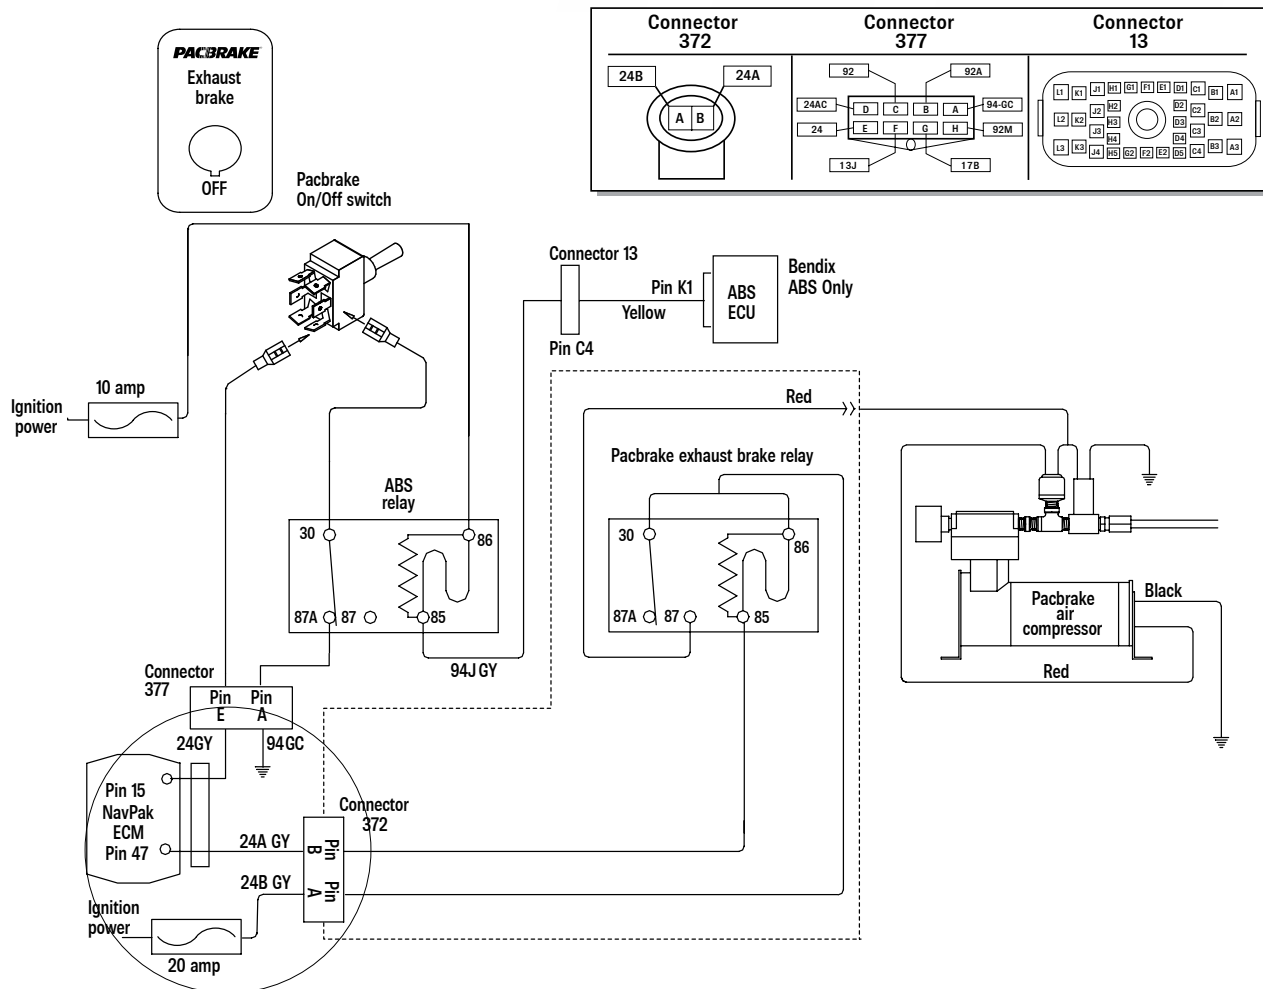 PACBRAKE
Exhaust
brake
OFF
Connector
372
24B
24A
A B
Connector
377
92
92A
24AC
D C B A
94-GC
24
E F G H
92M
13J
17B
Connector
13
L1 K1 J1 H1 G1 F1 E1 D1 C1 B1 A1
J2 H2 D2 C2
L2 K2 H3 D3 B2 A2
J3 H4 D4 C3
L3 K3 J4 H5 G2 F2 E2 D5 C4 B3 A3
Pacbrake
On/Off switch
Connector 13
Pin C4
Pin K1
Yellow
ABS
ECU
Bendix
ABS Only
10 amp
Ignition
power
Red
ABS
relay
30
86
87A
87
85
94J GY
Pacbrake exhaust brake relay
30
86
87A
87
85
Black
Pacbrake
air
compressor
Red
Connector
377
Pin
E
Pin
A
24GY
94GC
Pin 15
NavPak
ECM
Pin 47
Connector
372
24A GY
Pin
B
24B GY
Pin
A
Ignition
power
20 amp